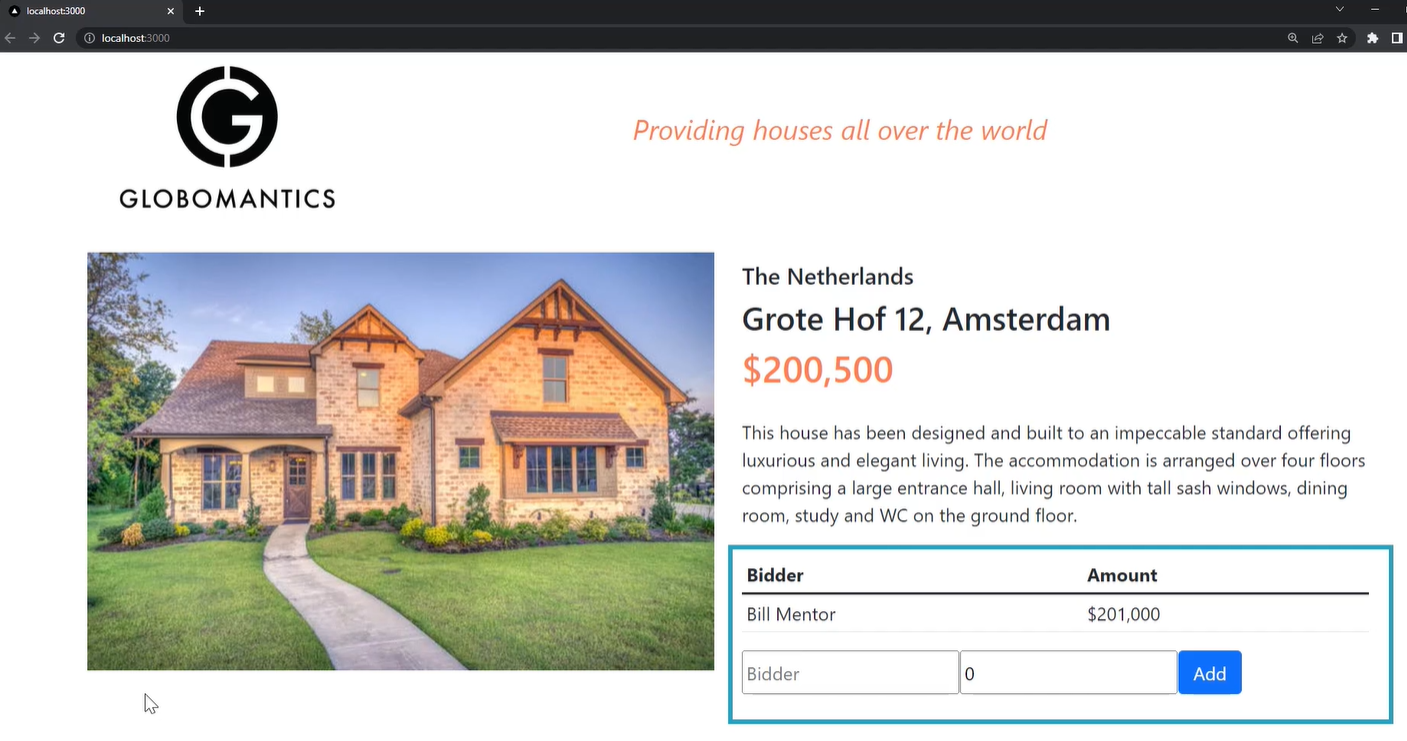 localhost:3000
localhost:3000
Providing houses all over the world
GLOBOMANTICS
The Netherlands
Grote Hof 12, Amsterdam
$200,500
This house has been designed and built to an impeccable standard offering
luxurious and elegant living. The accommodation is arranged over four floors
comprising a large entrance hall, living room with tall sash windows, dining
room, study and WC on the ground floor.
Bidder Amount
Bill Mentor $201,000
Bidder 0 Add